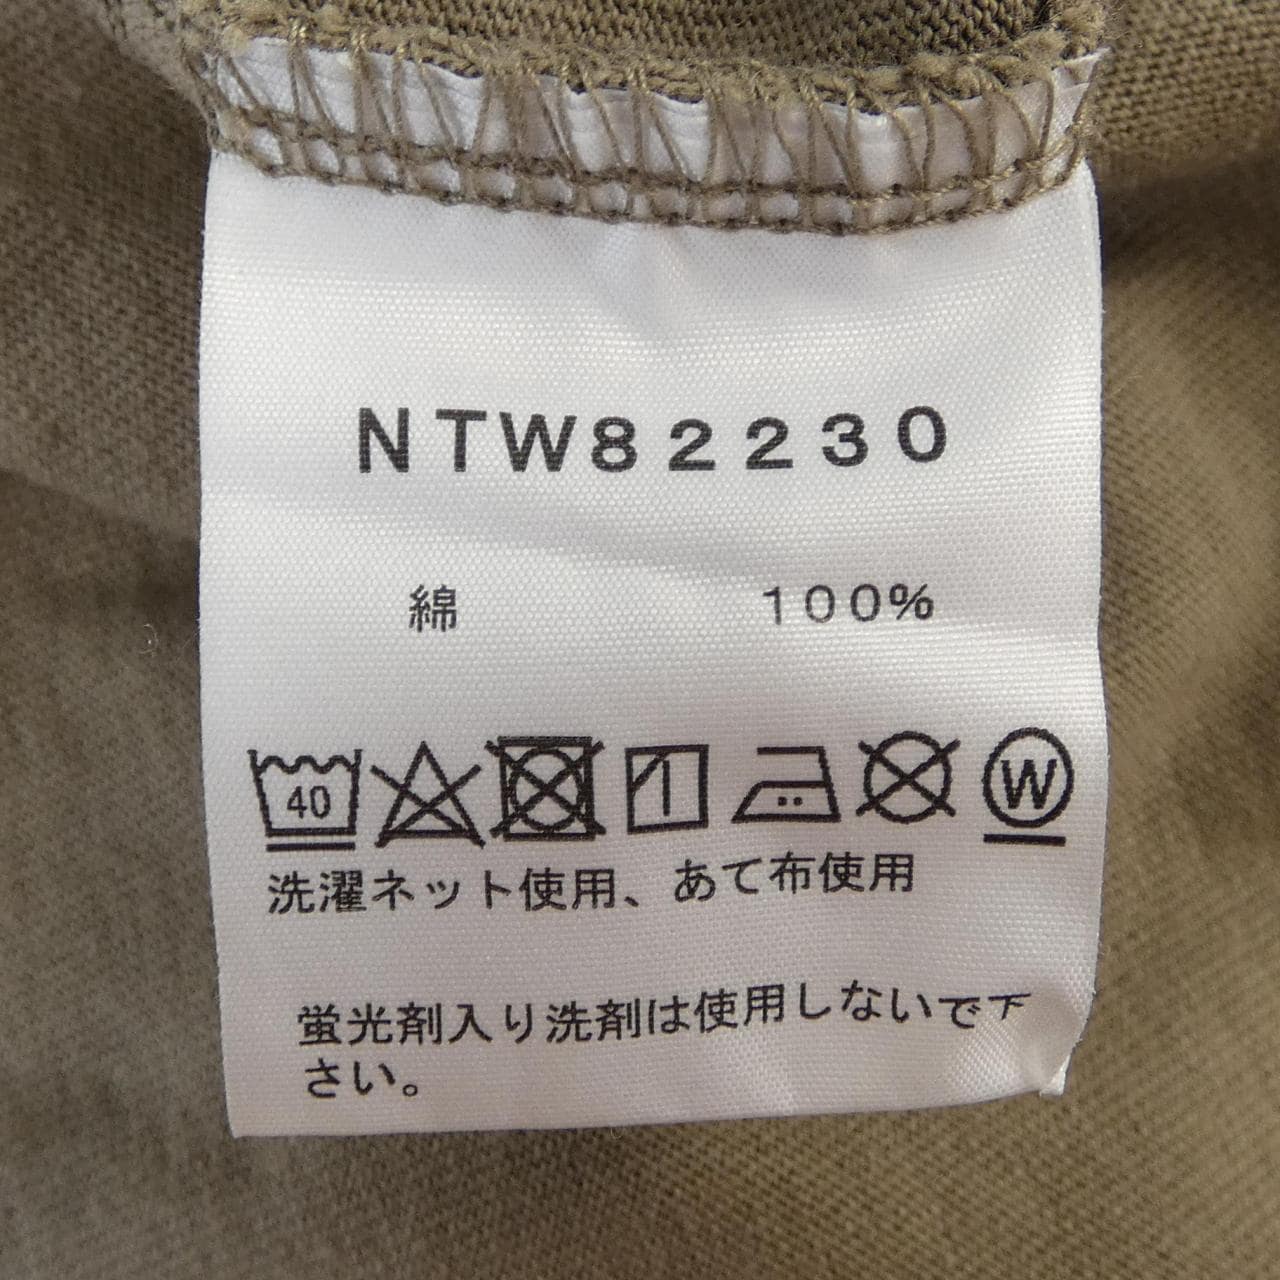 NTW82230
綿 100%
40 W
洗濯ネット使用、あて布使用
蛍光剤入り洗剤は使用しないで下
さい。